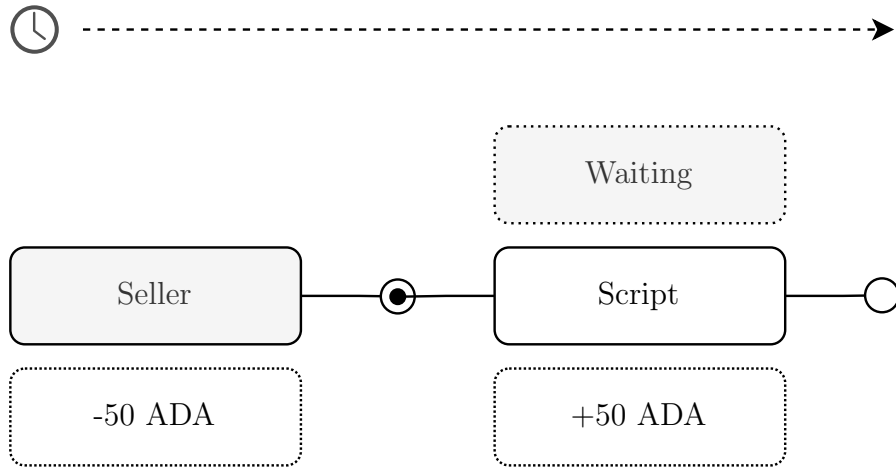 Waiting
Seller
Script
-50 ADA
+50 ADA